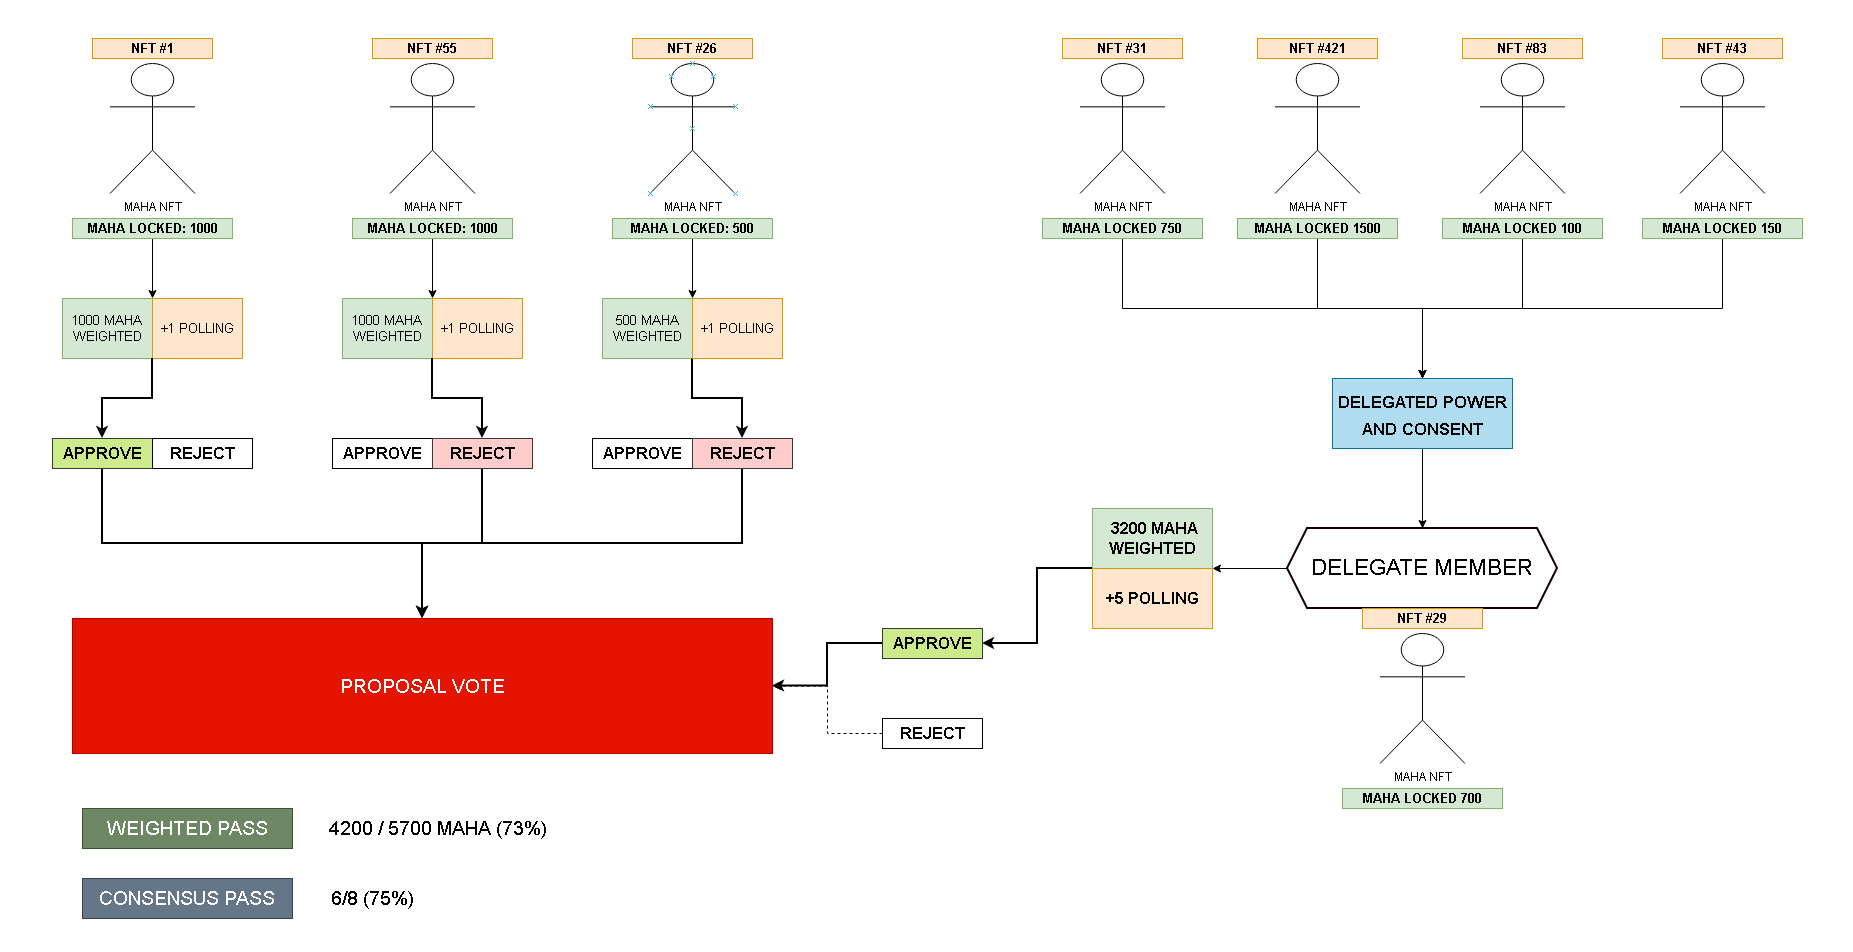 NFT #1
NFT #55
NFT #26
NFT #31
NFT #421
NFT #83
NFT #43
MAHA NFT
MAHA NFT
MAHA NFT
MAHA NFT
MAHA NFT
MAHA NFT
MAHA NFT
MAHA LOCKED: 1000
MAHA LOCKED: 1000
MAHA LOCKED: 500
MAHA LOCKED 750
MAHA LOCKED 1500
MAHA LOCKED 100
MAHA LOCKED 150
1000 MAHA
WEIGHTED
+1 POLLING
1000 MAHA
WEIGHTED
+1 POLLING
500 MAHA
WEIGHTED
+1 POLLING
DELEGATED POWER
AND CONSENT
APPROVE
REJECT
APPROVE
REJECT
APPROVE
REJECT
3200 MAHA
WEIGHTED
+5 POLLING
DELEGATE MEMBER
NFT #29
MAHA NFT
MAHA LOCKED 700
APPROVE
REJECT
PROPOSAL VOTE
WEIGHTED PASS
4200 / 5700 MAHA (73%)
CONSENSUS PASS
6/8 (75%)